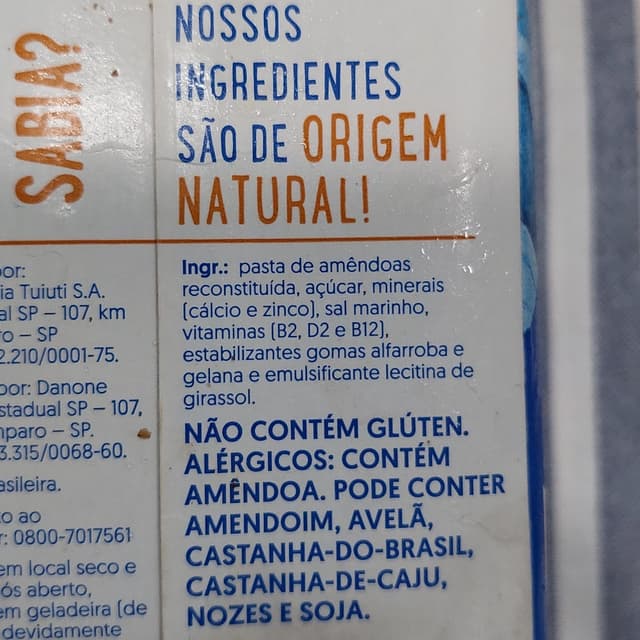 SABIA?
por:
ia Tuiuti S.A.
al SP – 107, km
ro – SP
2.210/0001-75.
por: Danone
stadual SP – 107,
mparo – SP.
3.315/0068-60.
asileira.
to ao
r: 0800-7017561
em local seco e
ós aberto,
em geladeira (de
devidamente
NOSSOS
INGREDIENTES
SÃO DE ORIGEM
NATURAL!
Ingr.: pasta de amêndoas
reconstituída, açúcar, minerais
(cálcio e zinco), sal marinho,
vitaminas (B2, D2 e B12),
estabilizantes gomas alfarroba e
gelana e emulsificante lecitina de
girassol.
NÃO CONTÉM GLÚTEN.
ALÉRGICOS: CONTÉM
AMÊNDOA. PODE CONTER
AMENDOIM, AVELÃ,
CASTANHA-DO-BRASIL,
CASTANHA-DE-CAJU,
NOZES E SOJA.